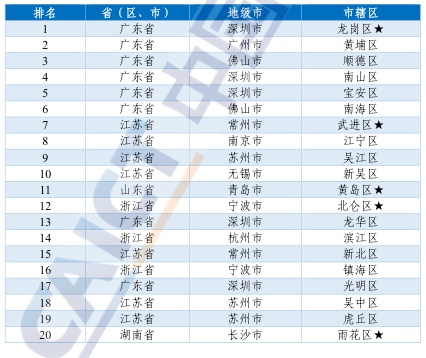 排名 省（区、市） 地级市 市辖区
1 广东省 深圳市 龙岗区★
2 广东省 广州市 黄埔区
3 广东省 佛山市 顺德区
4 广东省 深圳市 南山区
5 广东省 深圳市 宝安区
6 广东省 佛山市 南海区
7 江苏省 常州市 武进区★
8 江苏省 南京市 江宁区
9 江苏省 苏州市 吴江区
10 江苏省 无锡市 新吴区
11 山东省 青岛市 黄岛区★
12 浙江省 宁波市 北仑区★
13 广东省 深圳市 龙华区
14 浙江省 杭州市 滨江区
15 江苏省 常州市 新北区
16 浙江省 宁波市 镇海区
17 广东省 深圳市 光明区
18 江苏省 苏州市 吴中区
19 江苏省 苏州市 虎丘区
20 湖南省 长沙市 雨花区★
CAICT 中国